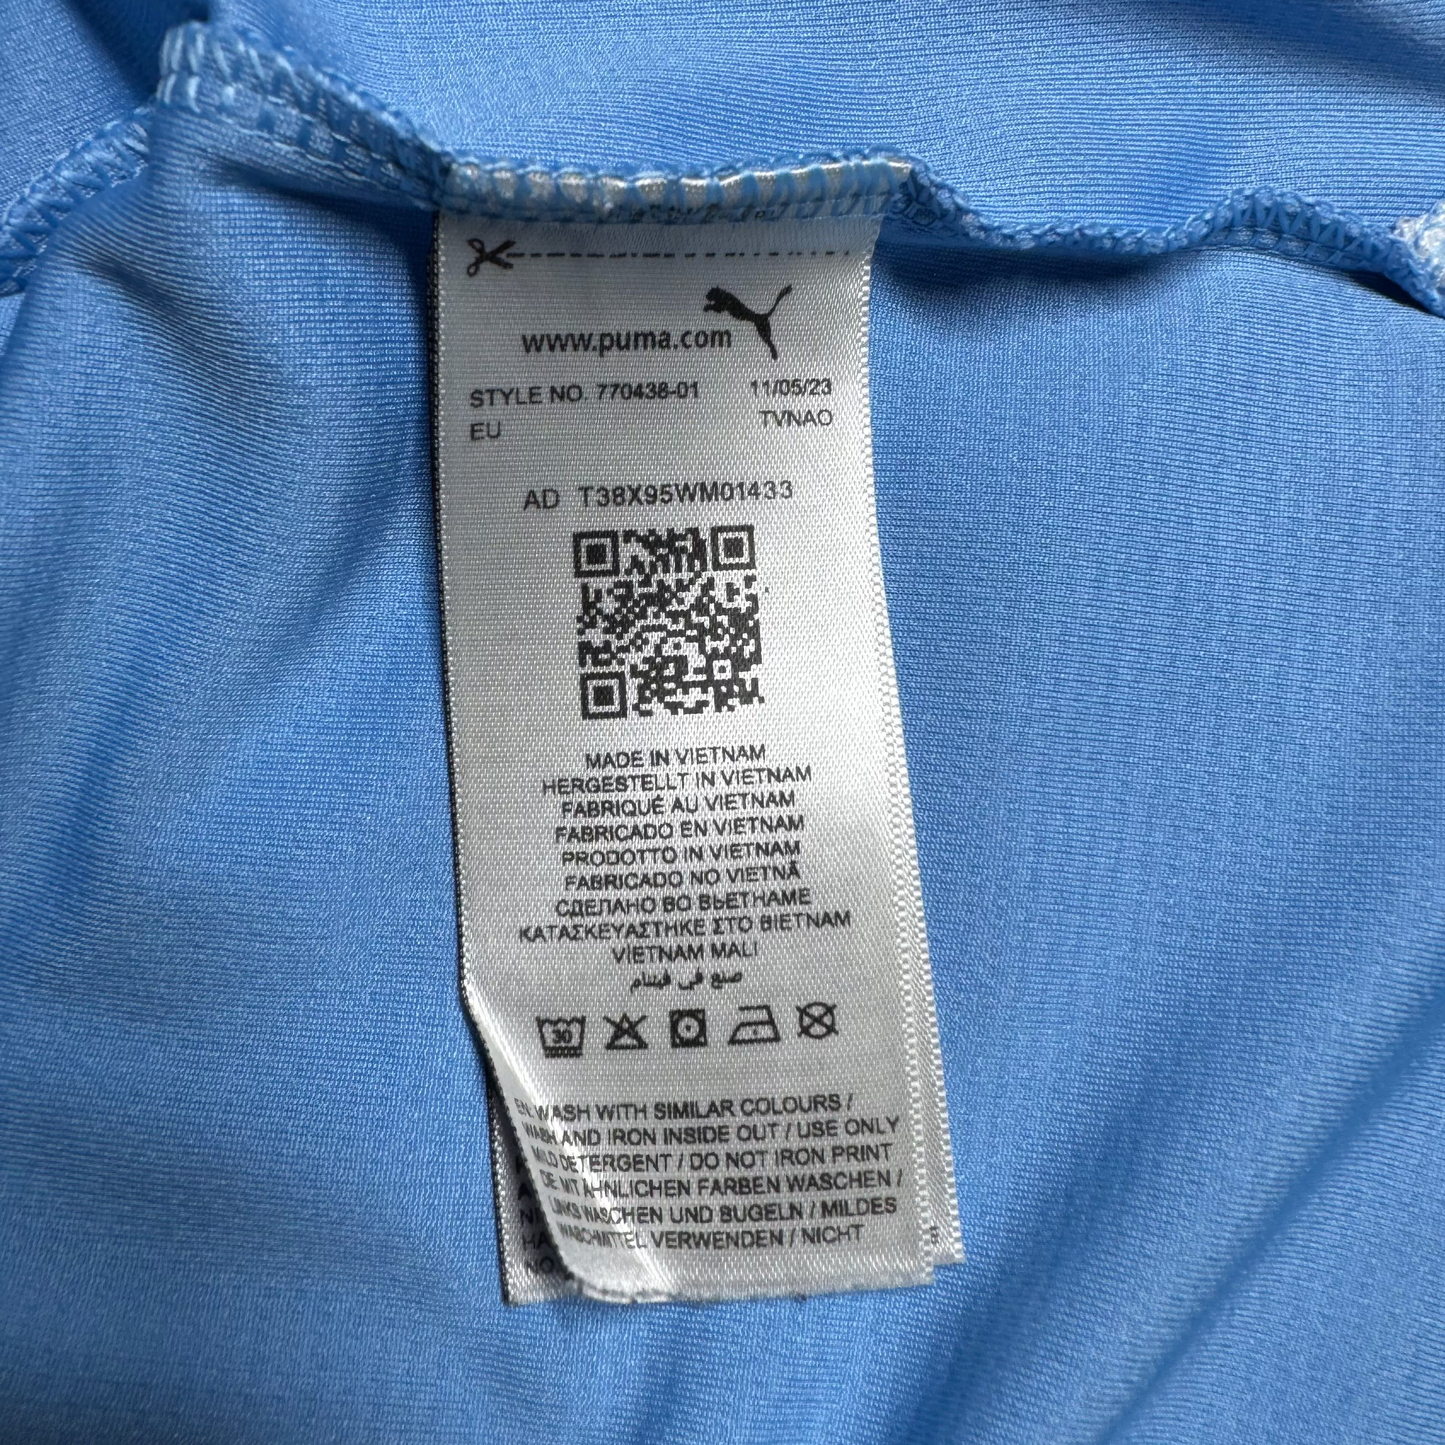 www.puma.com
STYLE NO. 770438-01 11/05/23
EU TVNAO
AD T38X95WM01433
MADE IN VIETNAM
HERGESTELLT IN VIETNAM
FABRIQUÉ AU VIETNAM
FABRICADO EN VIETNAM
PRODOTTO IN VIETNAM
FABRICADO NO VIETNÃ
СДЕЛАНО ВО ВЬЕТНАМЕ
ΚΑΤΑΣΚΕΥΑΣΤΗΚΕ ΣΤΟ ΒΙΕΤΝΑΜ
VIETNAM MALI
صنع في فيتنام
30
EN: WASH WITH SIMILAR COLOURS /
WASH AND IRON INSIDE OUT / USE ONLY
MILD DETERGENT / DO NOT IRON PRINT
DE: MIT ÄHNLICHEN FARBEN WASCHEN /
LINKS WASCHEN UND BÜGELN / MILDES
WASCHMITTEL VERWENDEN / NICHT